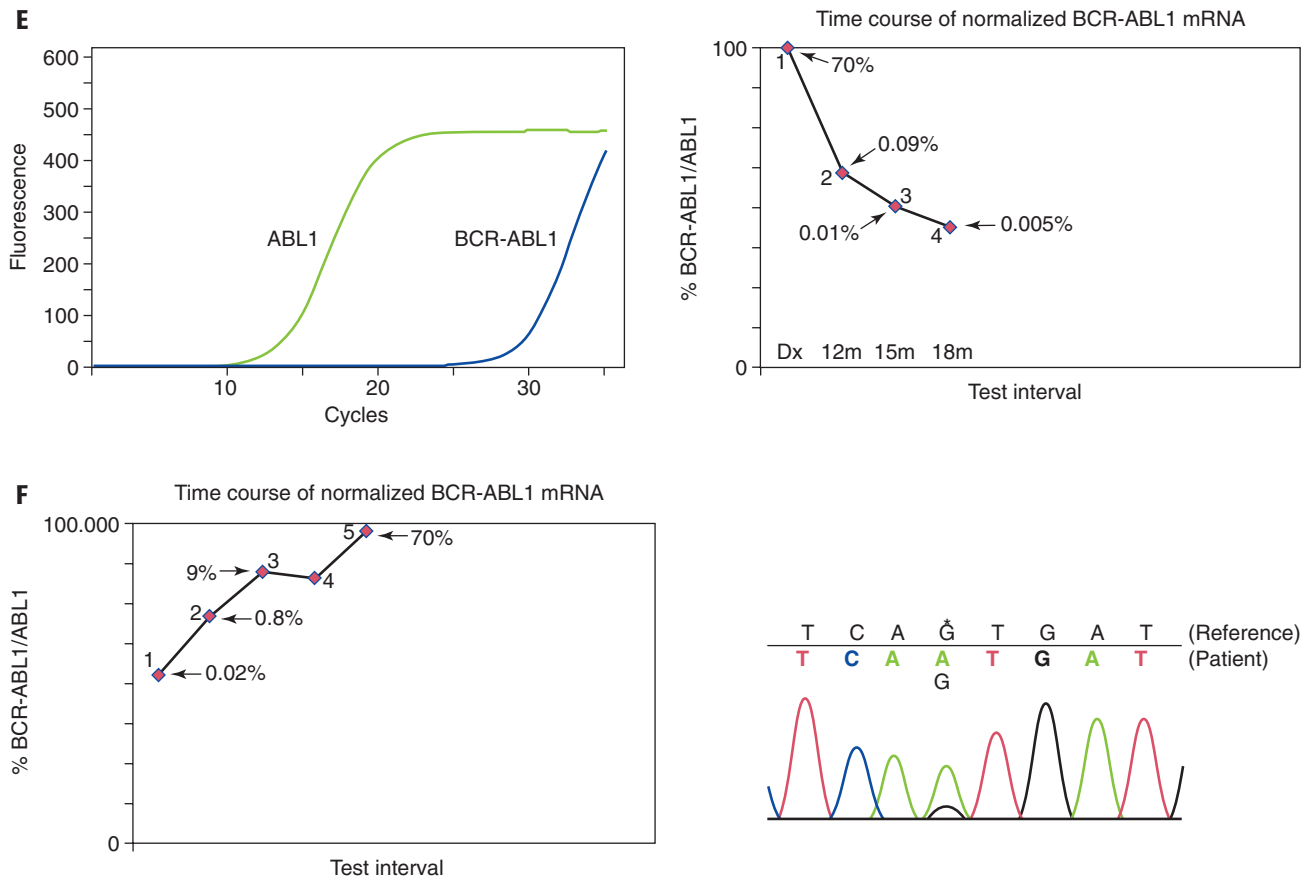 E
600
500
400
300
200
100
0
Fluorescence
ABL1
BCR-ABL1
10 20 30
Cycles
Time course of normalized BCR-ABL1 mRNA
100
0
% BCR-ABL1/ABL1
1
70%
2
0.09%
3
0.01%
4
0.005%
Dx 12m 15m 18m
Test interval
F
Time course of normalized BCR-ABL1 mRNA
100.000
0
% BCR-ABL1/ABL1
1
0.02%
2
0.8%
9%
3
4
5
70%
Test interval
*
T C A G T G A T (Reference)
T C A A T G A T (Patient)
G